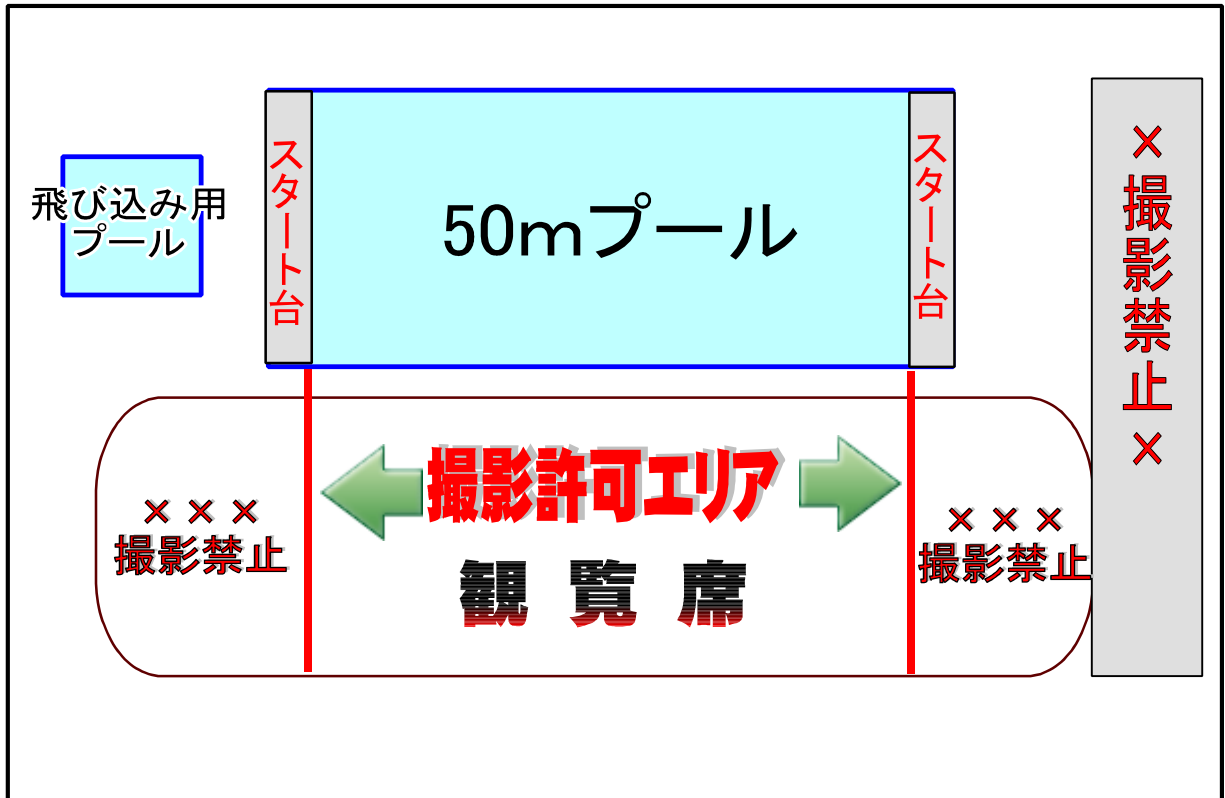 飛び込み用
プール
スタート台
50mプール
スタート台
×撮影禁止×
撮影許可エリア
×××
撮影禁止
×××
撮影禁止
観覧席